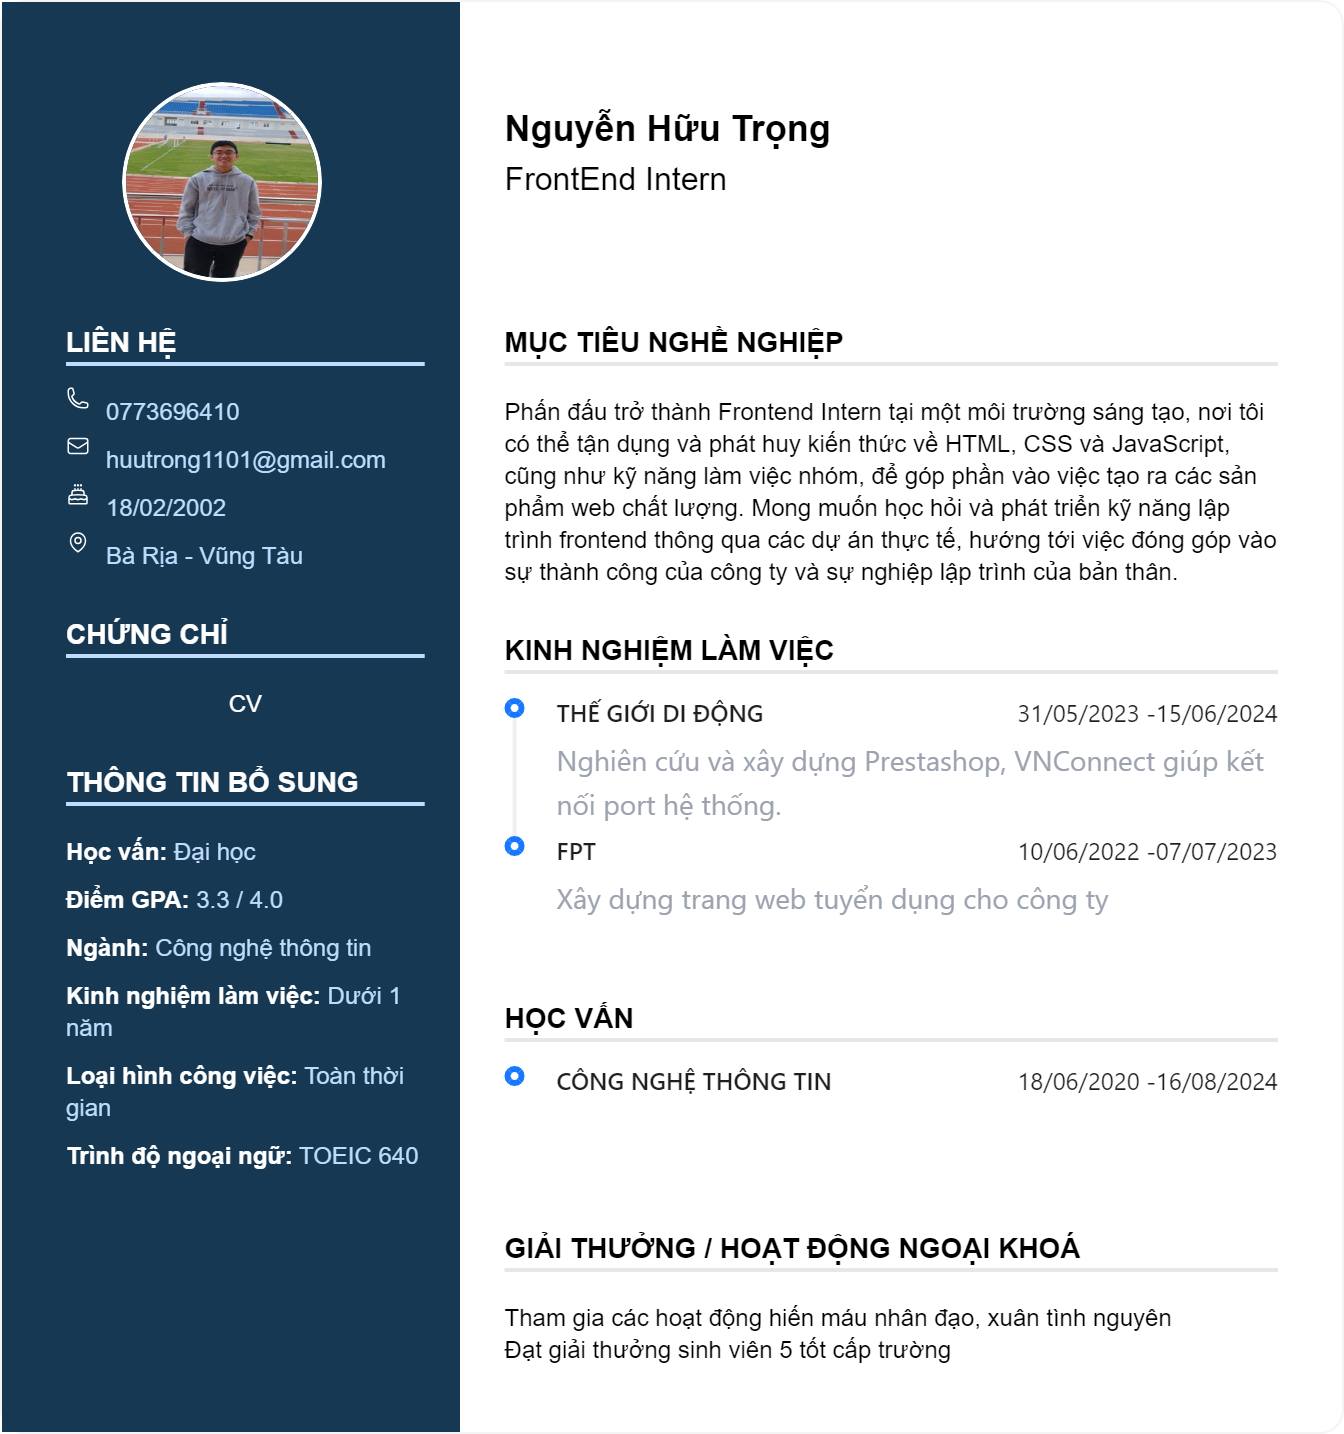 Nguyễn Hữu Trọng
FrontEnd Intern
LIÊN HỆ
0773696410
huutrong1101@gmail.com
18/02/2002
Bà Rịa - Vũng Tàu
CHỨNG CHỈ
CV
THÔNG TIN BỔ SUNG
Học vấn: Đại học
Điểm GPA: 3.3 / 4.0
Ngành: Công nghệ thông tin
Kinh nghiệm làm việc: Dưới 1
năm
Loại hình công việc: Toàn thời
gian
Trình độ ngoại ngữ: TOEIC 640
MỤC TIÊU NGHỀ NGHIỆP
Phấn đấu trở thành Frontend Intern tại một môi trường sáng tạo, nơi tôi
có thể tận dụng và phát huy kiến thức về HTML, CSS và JavaScript,
cũng như kỹ năng làm việc nhóm, để góp phần vào việc tạo ra các sản
phẩm web chất lượng. Mong muốn học hỏi và phát triển kỹ năng lập
trình frontend thông qua các dự án thực tế, hướng tới việc đóng góp vào
sự thành công của công ty và sự nghiệp lập trình của bản thân.
KINH NGHIỆM LÀM VIỆC
THẾ GIỚI DI ĐỘNG 31/05/2023 -15/06/2024
Nghiên cứu và xây dựng Prestashop, VNConnect giúp kết
nối port hệ thống.
FPT 10/06/2022 -07/07/2023
Xây dựng trang web tuyển dụng cho công ty
HỌC VẤN
CÔNG NGHỆ THÔNG TIN 18/06/2020 -16/08/2024
GIẢI THƯỞNG / HOẠT ĐỘNG NGOẠI KHOÁ
Tham gia các hoạt động hiến máu nhân đạo, xuân tình nguyên
Đạt giải thưởng sinh viên 5 tốt cấp trường